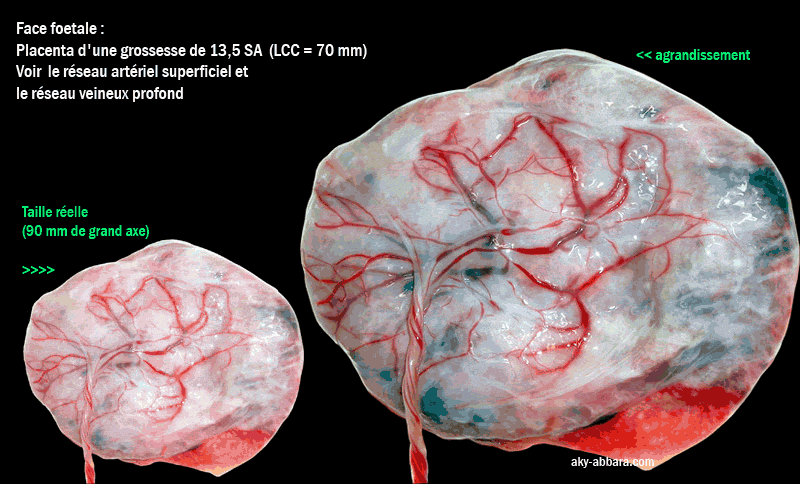 Face foetale :
Placenta d'une grossesse de 13,5 SA (LCC = 70 mm)
Voir le réseau artériel superficiel et
le réseau veineux profond
<< agrandissement
Taille réelle
(90 mm de grand axe)
>>>>
aky-abbara.com